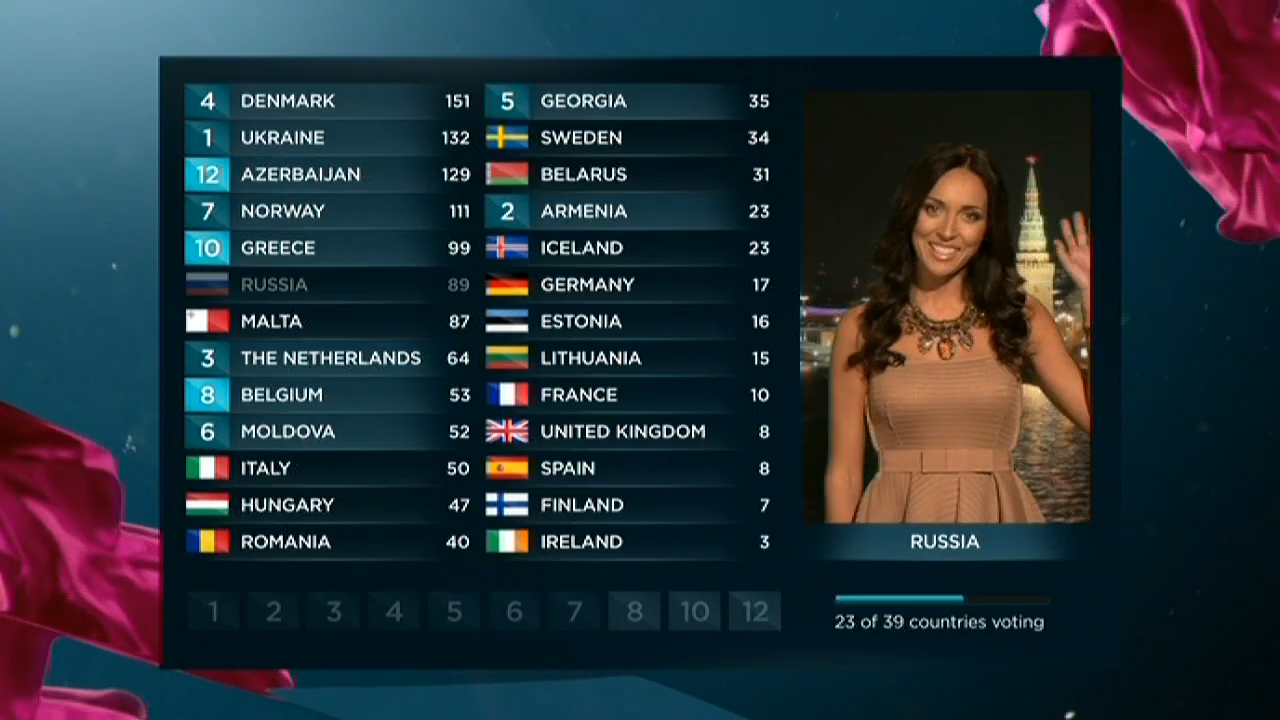 4 DENMARK 151
1 UKRAINE 132
12 AZERBAIJAN 129
7 NORWAY 111
10 GREECE 99
RUSSIA 89
MALTA 87
3 THE NETHERLANDS 64
8 BELGIUM 53
6 MOLDOVA 52
ITALY 50
HUNGARY 47
ROMANIA 40
5 GEORGIA 35
SWEDEN 34
BELARUS 31
2 ARMENIA 23
ICELAND 23
GERMANY 17
ESTONIA 16
LITHUANIA 15
FRANCE 10
UNITED KINGDOM 8
SPAIN 8
FINLAND 7
IRELAND 3
1 2 3 4 5 6 7 8 10 12
RUSSIA
23 of 39 countries voting